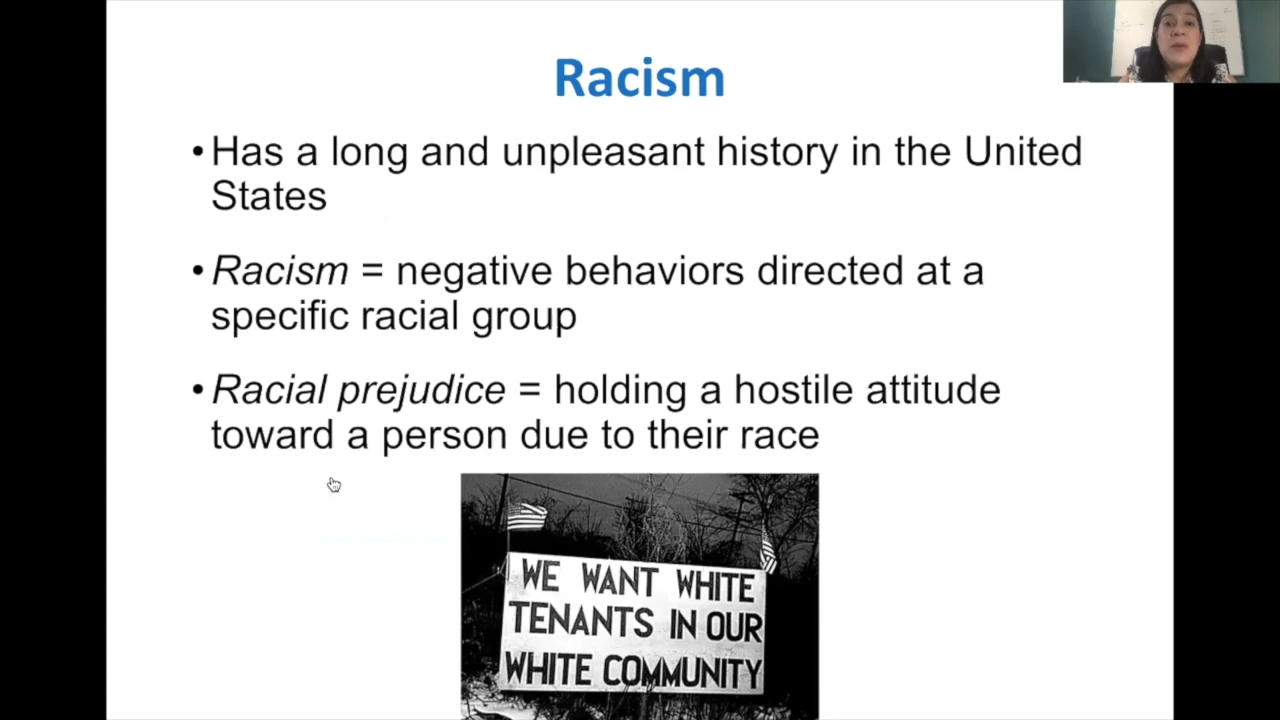 Racism
•Has a long and unpleasant history in the United
States
•Racism = negative behaviors directed at a
specific racial group
•Racial prejudice = holding a hostile attitude
toward a person due to their race
WE WANT WHITE
TENANTS IN OUR
WHITE COMMUNITY